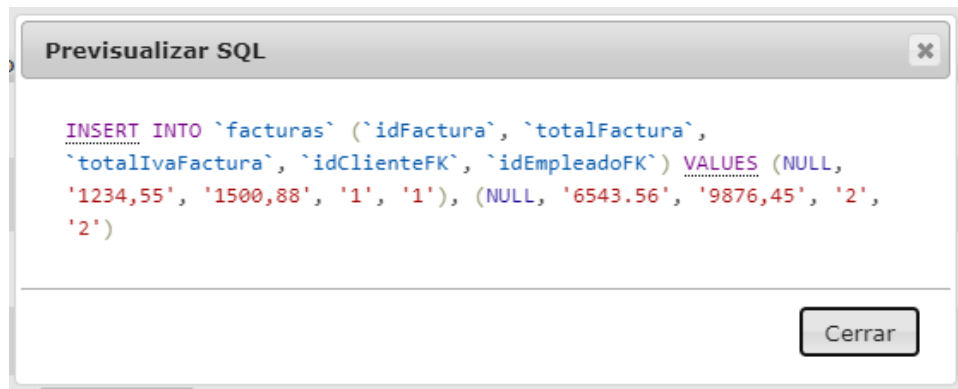 Previsualizar SQL
INSERT INTO `facturas` (`idFactura`, `totalFactura`,
`totalIvaFactura`, `idClienteFK`, `idEmpleadoFK`) VALUES (NULL,
'1234,55', '1500,88', '1', '1'), (NULL, '6543.56', '9876,45', '2',
'2')
Cerrar